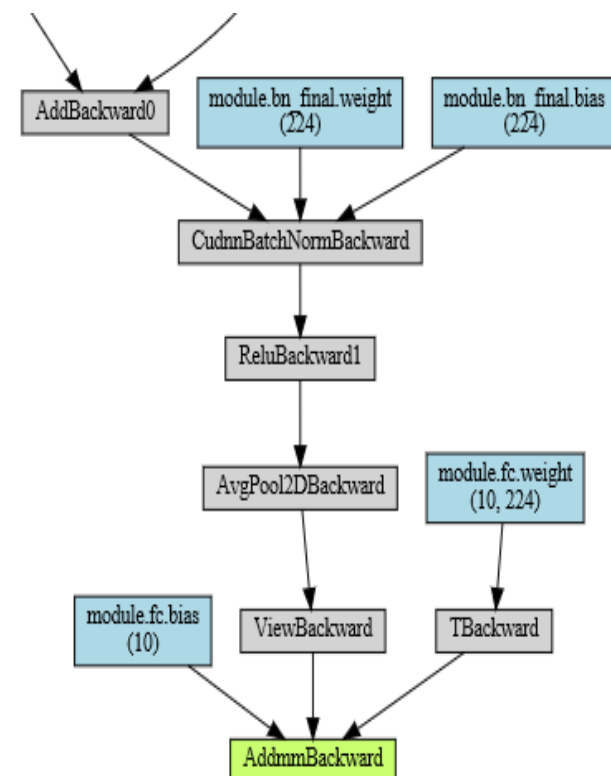 AddBackward0
module.bn_final.weight
(224)
module.bn_final.bias
(224)
CudnnBatchNormBackward
ReluBackward1
AvgPool2DBackward
module.fc.weight
(10, 224)
module.fc.bias
(10)
ViewBackward
TBackward
AddmmBackward